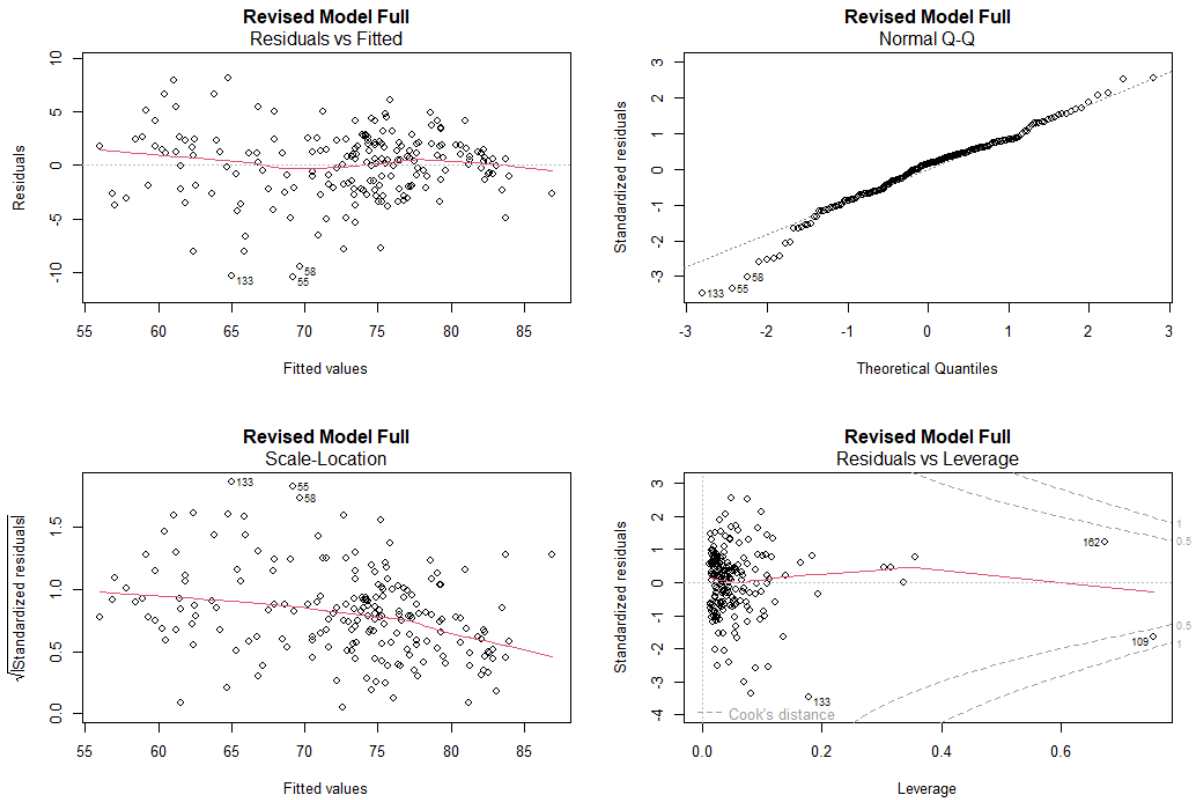 Revised Model Full
Residuals vs Fitted
Residuals
10
5
0
-5
-10
133
58
55
55 60 65 70 75 80 85
Fitted values
Revised Model Full
Normal Q-Q
Standardized residuals
3
2
1
0
-1
-2
-3
58
55
133
-3 -2 -1 0 1 2 3
Theoretical Quantiles
Revised Model Full
Scale-Location
√|Standardized residuals|
1.5
1.0
0.5
0.0
133
55
58
55 60 65 70 75 80 85
Fitted values
Revised Model Full
Residuals vs Leverage
Standardized residuals
3
2
1
0
-1
-2
-3
-4
1
0.5
162
0.5
109
1
133
Cook's distance
0.0 0.2 0.4 0.6
Leverage